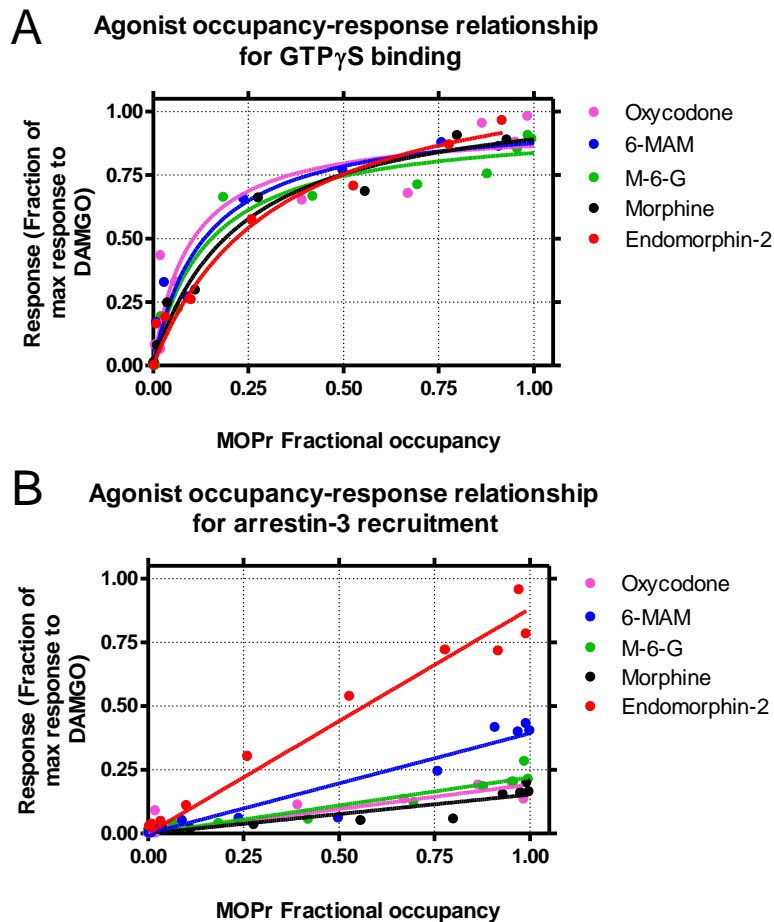 A
Agonist occupancy-response relationship
for GTPγS binding
Response (Fraction of
max response to
DAMGO)
1.00
0.75
0.50
0.25
0.00
0.00 0.25 0.50 0.75 1.00
MOPr Fractional occupancy
Oxycodone
6-MAM
M-6-G
Morphine
Endomorphin-2
B
Agonist occupancy-response relationship
for arrestin-3 recruitment
Response (Fraction of
max response to
DAMGO)
1.00
0.75
0.50
0.25
0.00
0.00 0.25 0.50 0.75 1.00
MOPr Fractional occupancy
Oxycodone
6-MAM
M-6-G
Morphine
Endomorphin-2